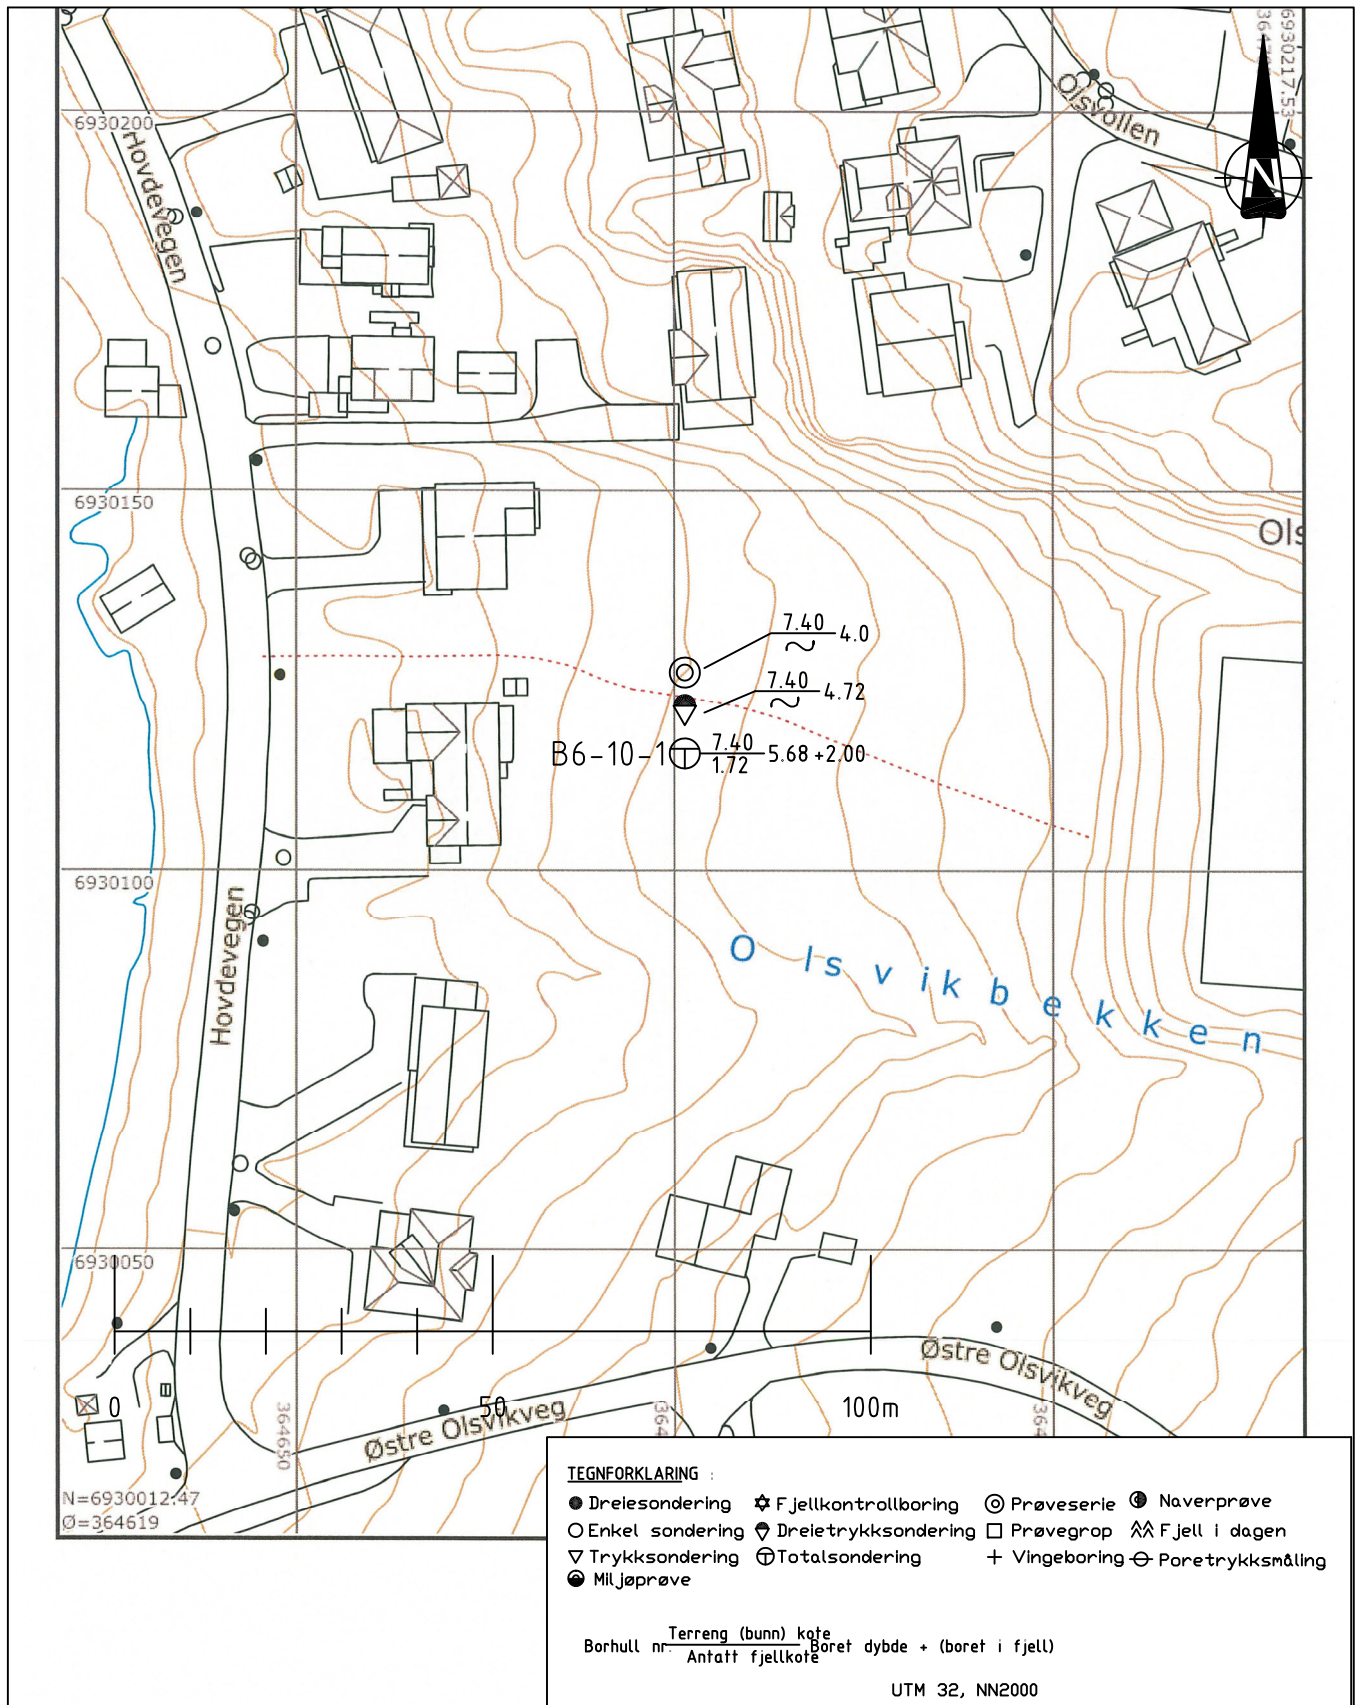 6930217.53
6930200
Hovdevegen
Olsvollen
N
6930150
Ols
7.40
~ 4.0
7.40
~ 4.72
B6-10-1 7.40 5.68 +2.00
1.72
6930100
Hovdevegen
Olsvikbekken
6930050
0 50 100m
Østre Olsvikveg
Østre Olsvikveg
364650
364
364
N=6930012.47
Ø=364619
TEGNFORKLARING :
Dreiesondering Fjellkontrollboring Prøveserie Naverprøve
Enkel sondering Dreietrykksondering Prøvegrop Fjell i dagen
Trykksondering Totalsondering Vingeboring Poretrykksmåling
Miljøprøve
Terreng (bunn) kote
Borhull nr. Boret dybde + (boret i fjell)
Antatt fjellkote
UTM 32, NN2000